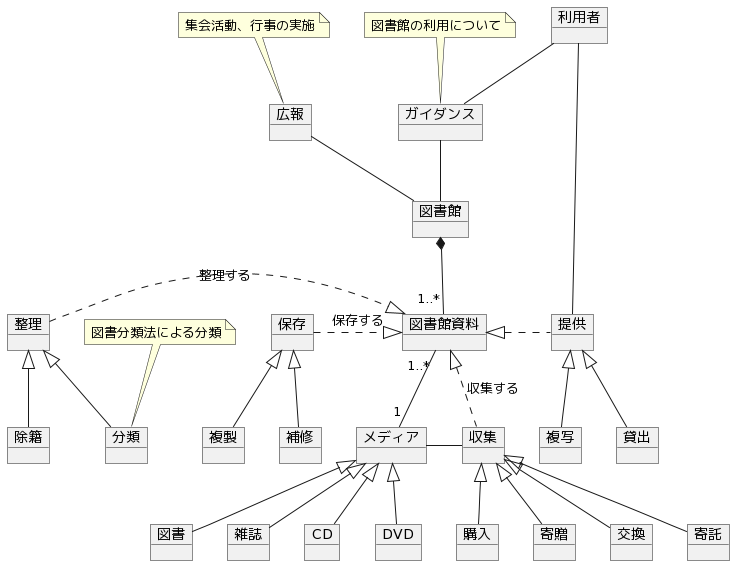 利用者
集会活動、行事の実施
図書館の利用について
広報
ガイダンス
図書館
整理する
1..*
整理
図書分類法による分類
保存
保存する
図書館資料
提供
1..*
収集する
1
除籍
分類
複製
補修
メディア
収集
複写
貸出
図書
雑誌
CD
DVD
購入
寄贈
交換
寄託